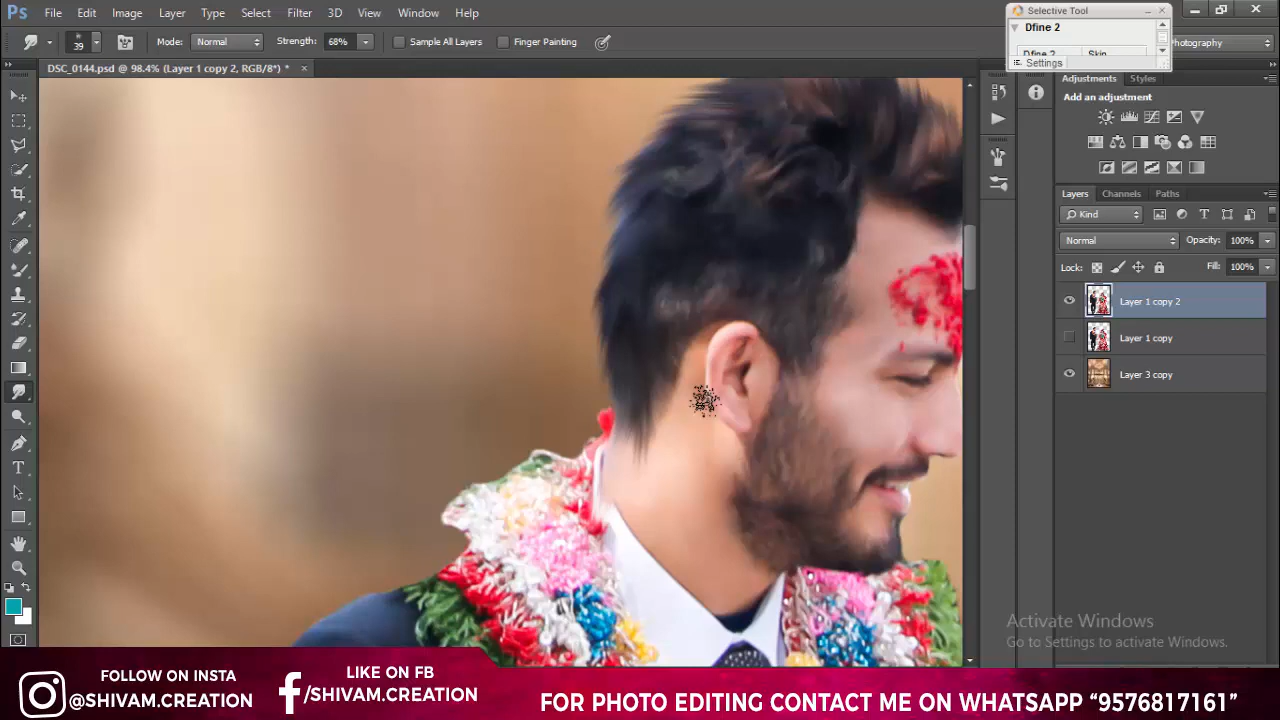 Ps File Edit Image Layer Type Select Filter 3D View Window Help
Selective Tool
Dfine 2
Dfine 2 Skin
Settings
39 Mode: Normal Strength: 68% Sample All Layers Finger Painting
Photography
DSC_0144.psd @ 98.4% (Layer 1 copy 2, RGB/8*) *
Adjustments Styles
Add an adjustment
Layers Channels Paths
Kind
Normal Opacity: 100%
Lock: Fill: 100%
Layer 1 copy 2
Layer 1 copy
Layer 3 copy
Activate Windows
Go to Settings to activate Windows.
FOLLOW ON INSTA
@SHIVAM.CREATION
LIKE ON FB
/SHIVAM.CREATION
FOR PHOTO EDITING CONTACT ME ON WHATSAPP “9576817161”